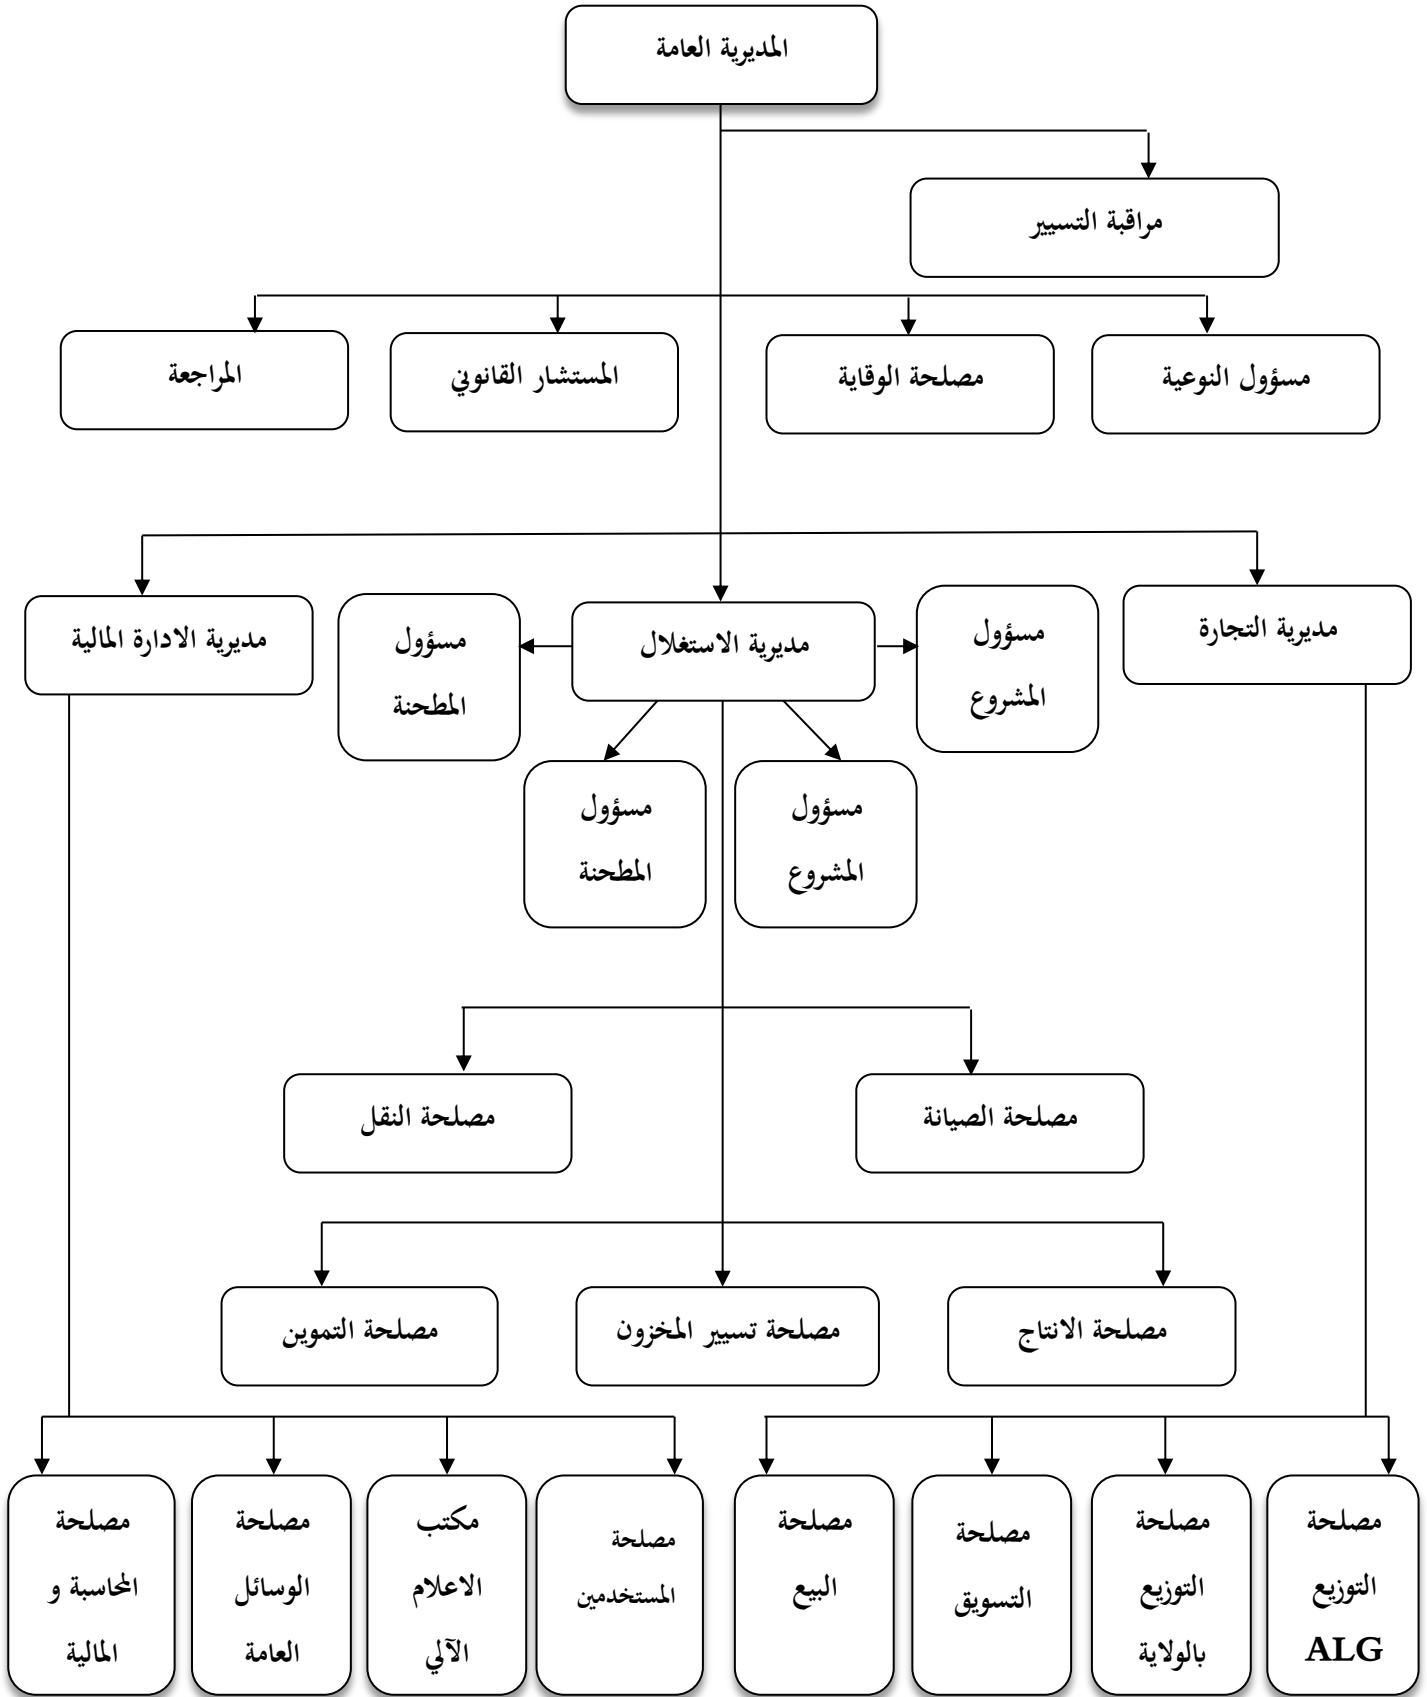 المديرية العامة
مراقبة التسيير
مسؤول النوعية
مصلحة الوقاية
المستشار القانوني
المراجعة
مديرية التجارة
مسؤول
المشروع
مديرية الاستغلال
مسؤول
المطحنة
مديرية الادارة المالية
مسؤول
المشروع
مسؤول
المطحنة
مصلحة الصيانة
مصلحة النقل
مصلحة الانتاج
مصلحة تسيير المخزون
مصلحة التموين
مصلحة
التوزيع
ALG
مصلحة
التوزيع
بالولاية
مصلحة
التسويق
مصلحة
البيع
مصلحة
المستخدمين
مكتب
الاعلام
الآلي
مصلحة
الوسائل
العامة
مصلحة
المحاسبة و
المالية